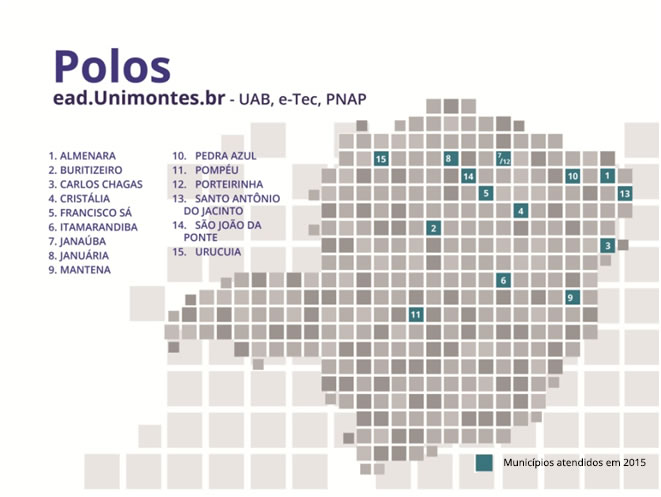 Polos
ead.Unimontes.br - UAB, e-Tec, PNAP
1. ALMENARA
2. BURITIZEIRO
3. CARLOS CHAGAS
4. CRISTÁLIA
5. FRANCISCO SÁ
6. ITAMARANDIBA
7. JANAÚBA
8. JANUÁRIA
9. MANTENA
10. PEDRA AZUL
11. POMPÉU
12. PORTEIRINHA
13. SANTO ANTÔNIO
DO JACINTO
14. SÃO JOÃO DA
PONTE
15. URUCUIA
15
8
7
/12
14
10
1
5
13
4
2
3
6
9
11
Municípios atendidos em 2015